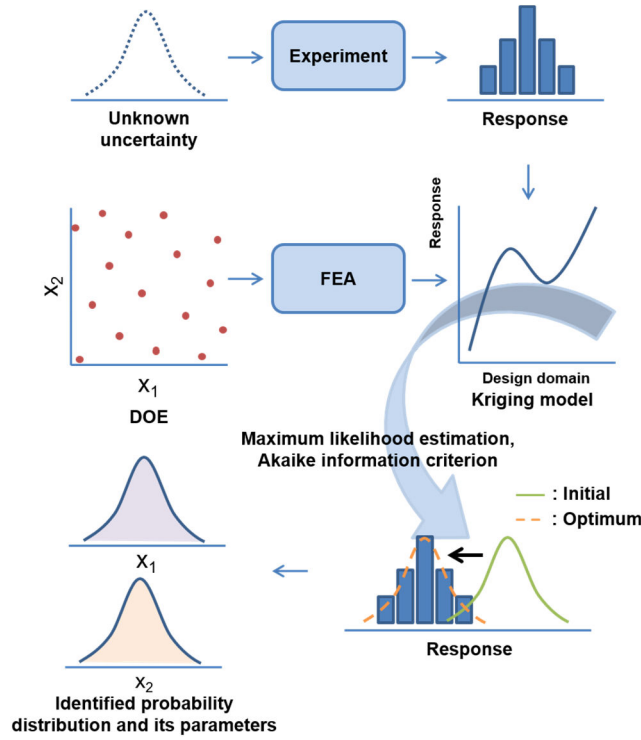 Experiment
Unknown
uncertainty
Response
Response
X2
FEA
X1
DOE
Design domain
Kriging model
Maximum likelihood estimation,
Akaike information criterion
: Initial
: Optimum
X1
Response
X2
Identified probability
distribution and its parameters